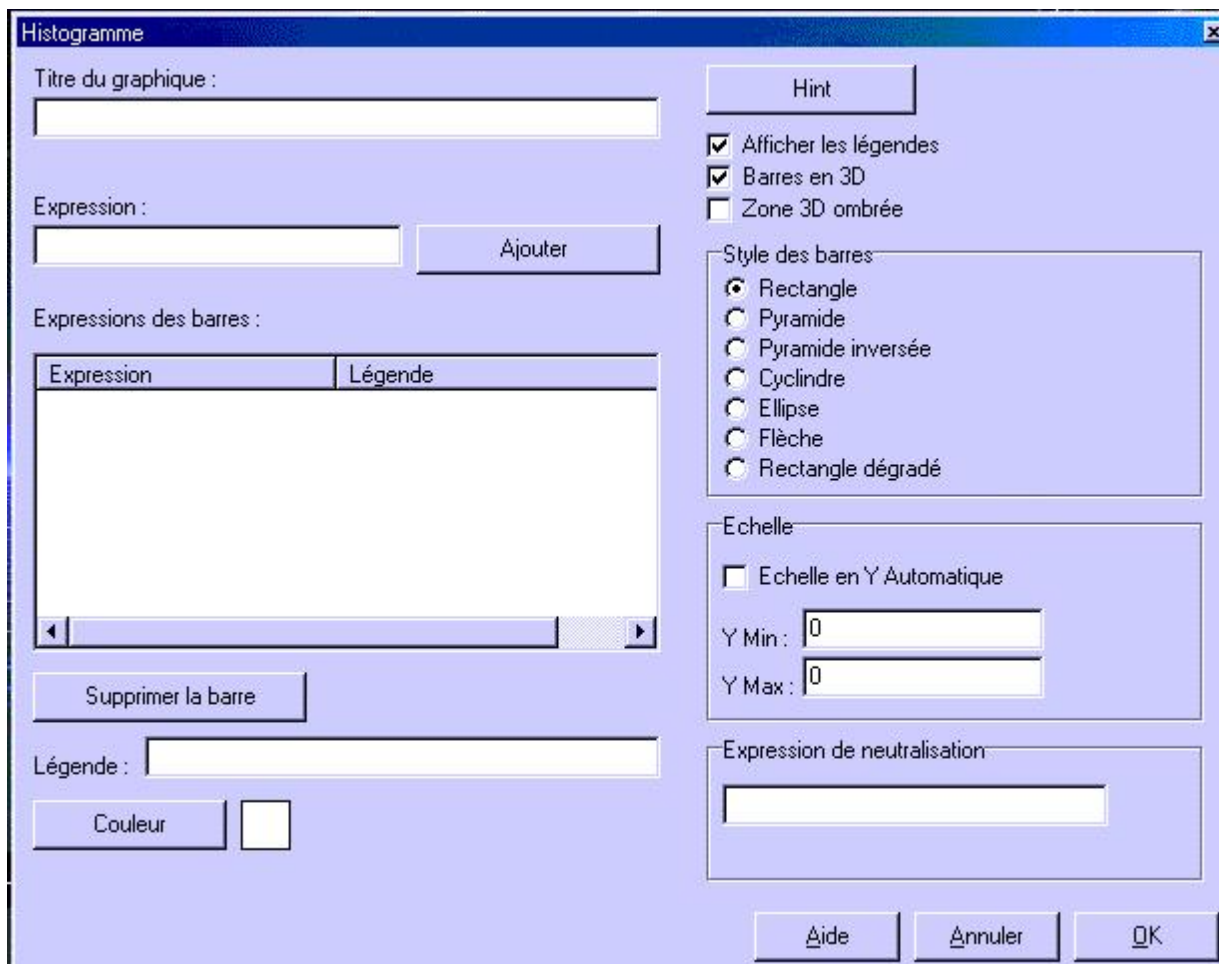 Histogramme
Titre du graphique :
Expression :
Ajouter
Expressions des barres :
Expression Légende
Supprimer la barre
Légende :
Couleur
Hint
Afficher les légendes
Barres en 3D
Zone 3D ombrée
Style des barres
Rectangle
Pyramide
Pyramide inversée
Cyclindre
Ellipse
Flèche
Rectangle dégradé
Echelle
Echelle en Y Automatique
Y Min : 0
Y Max : 0
Expression de neutralisation
Aide Annuler OK